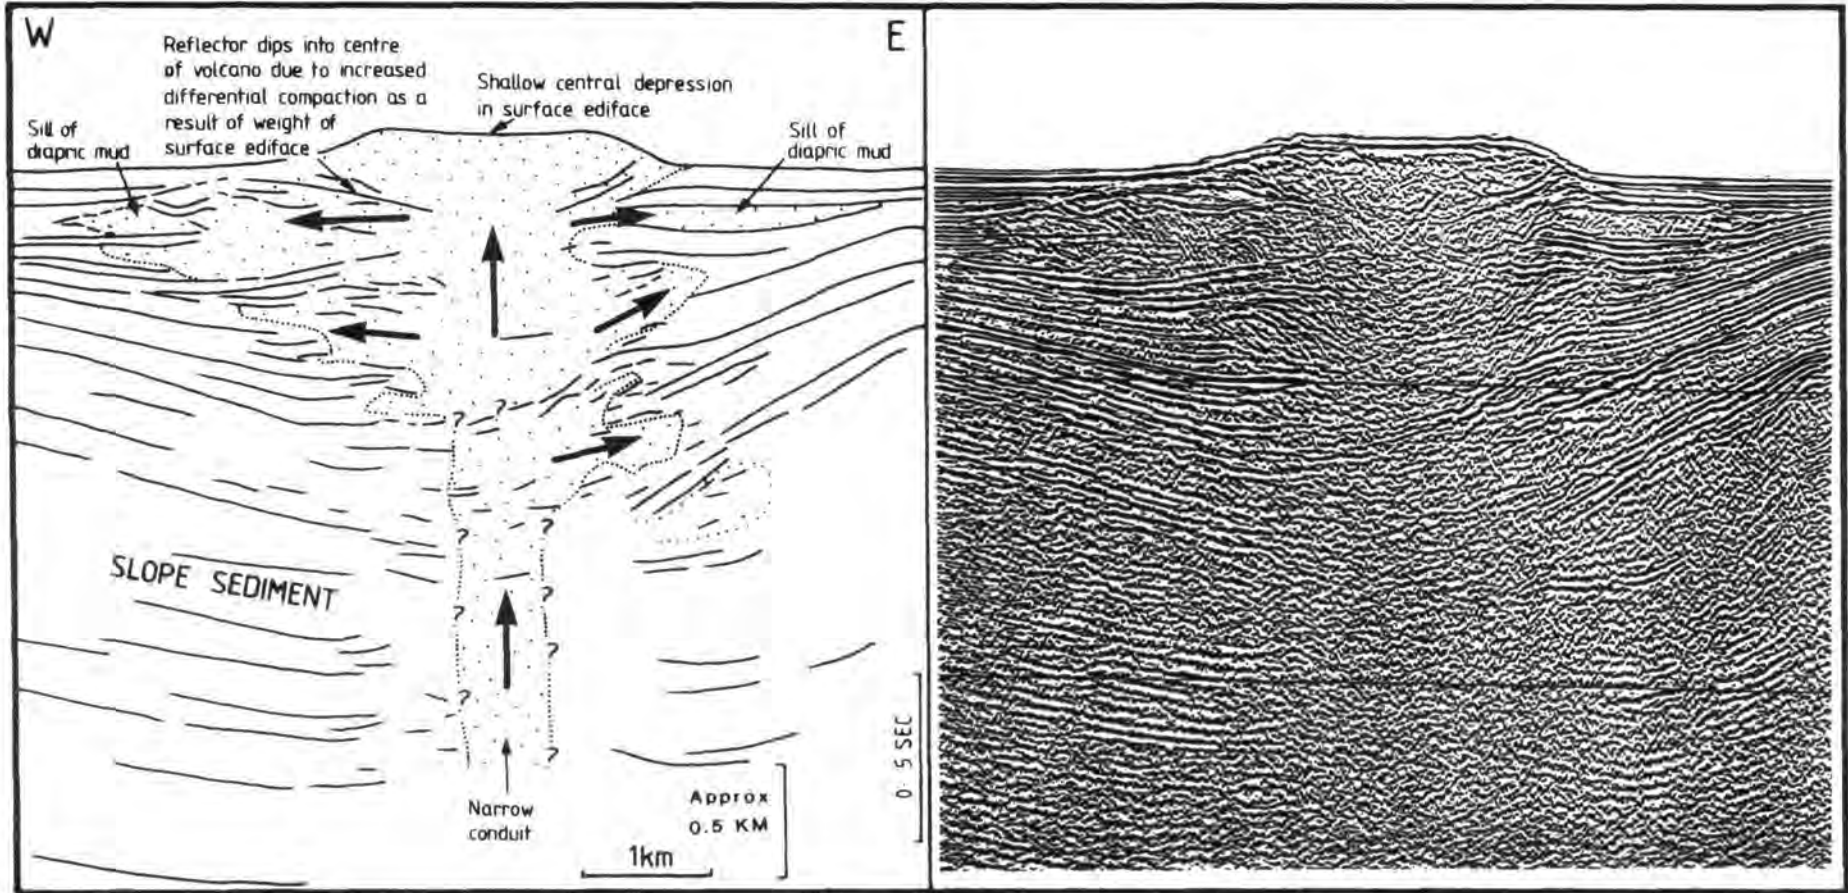 W
E
Reflector dips into centre
of volcano due to increased
differential compaction as a
result of weight of
surface ediface
Shallow central depression
in surface ediface
Sill of
diapric mud
Sill of
diapric mud
?
?
?
?
?
?
?
?
?
?
SLOPE SEDIMENT
Narrow
conduit
Approx
0.5 KM
1km
0·5 SEC